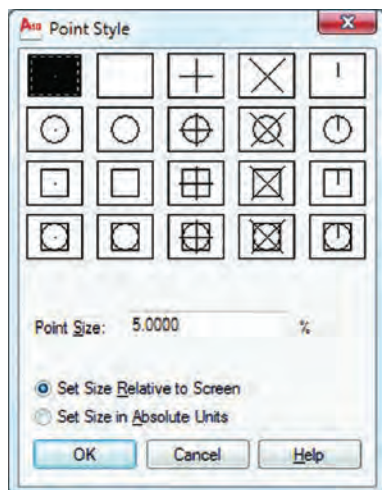 Point Style
Point Size: 5.0000 %
Set Size Relative to Screen
Set Size in Absolute Units
OK Cancel Help